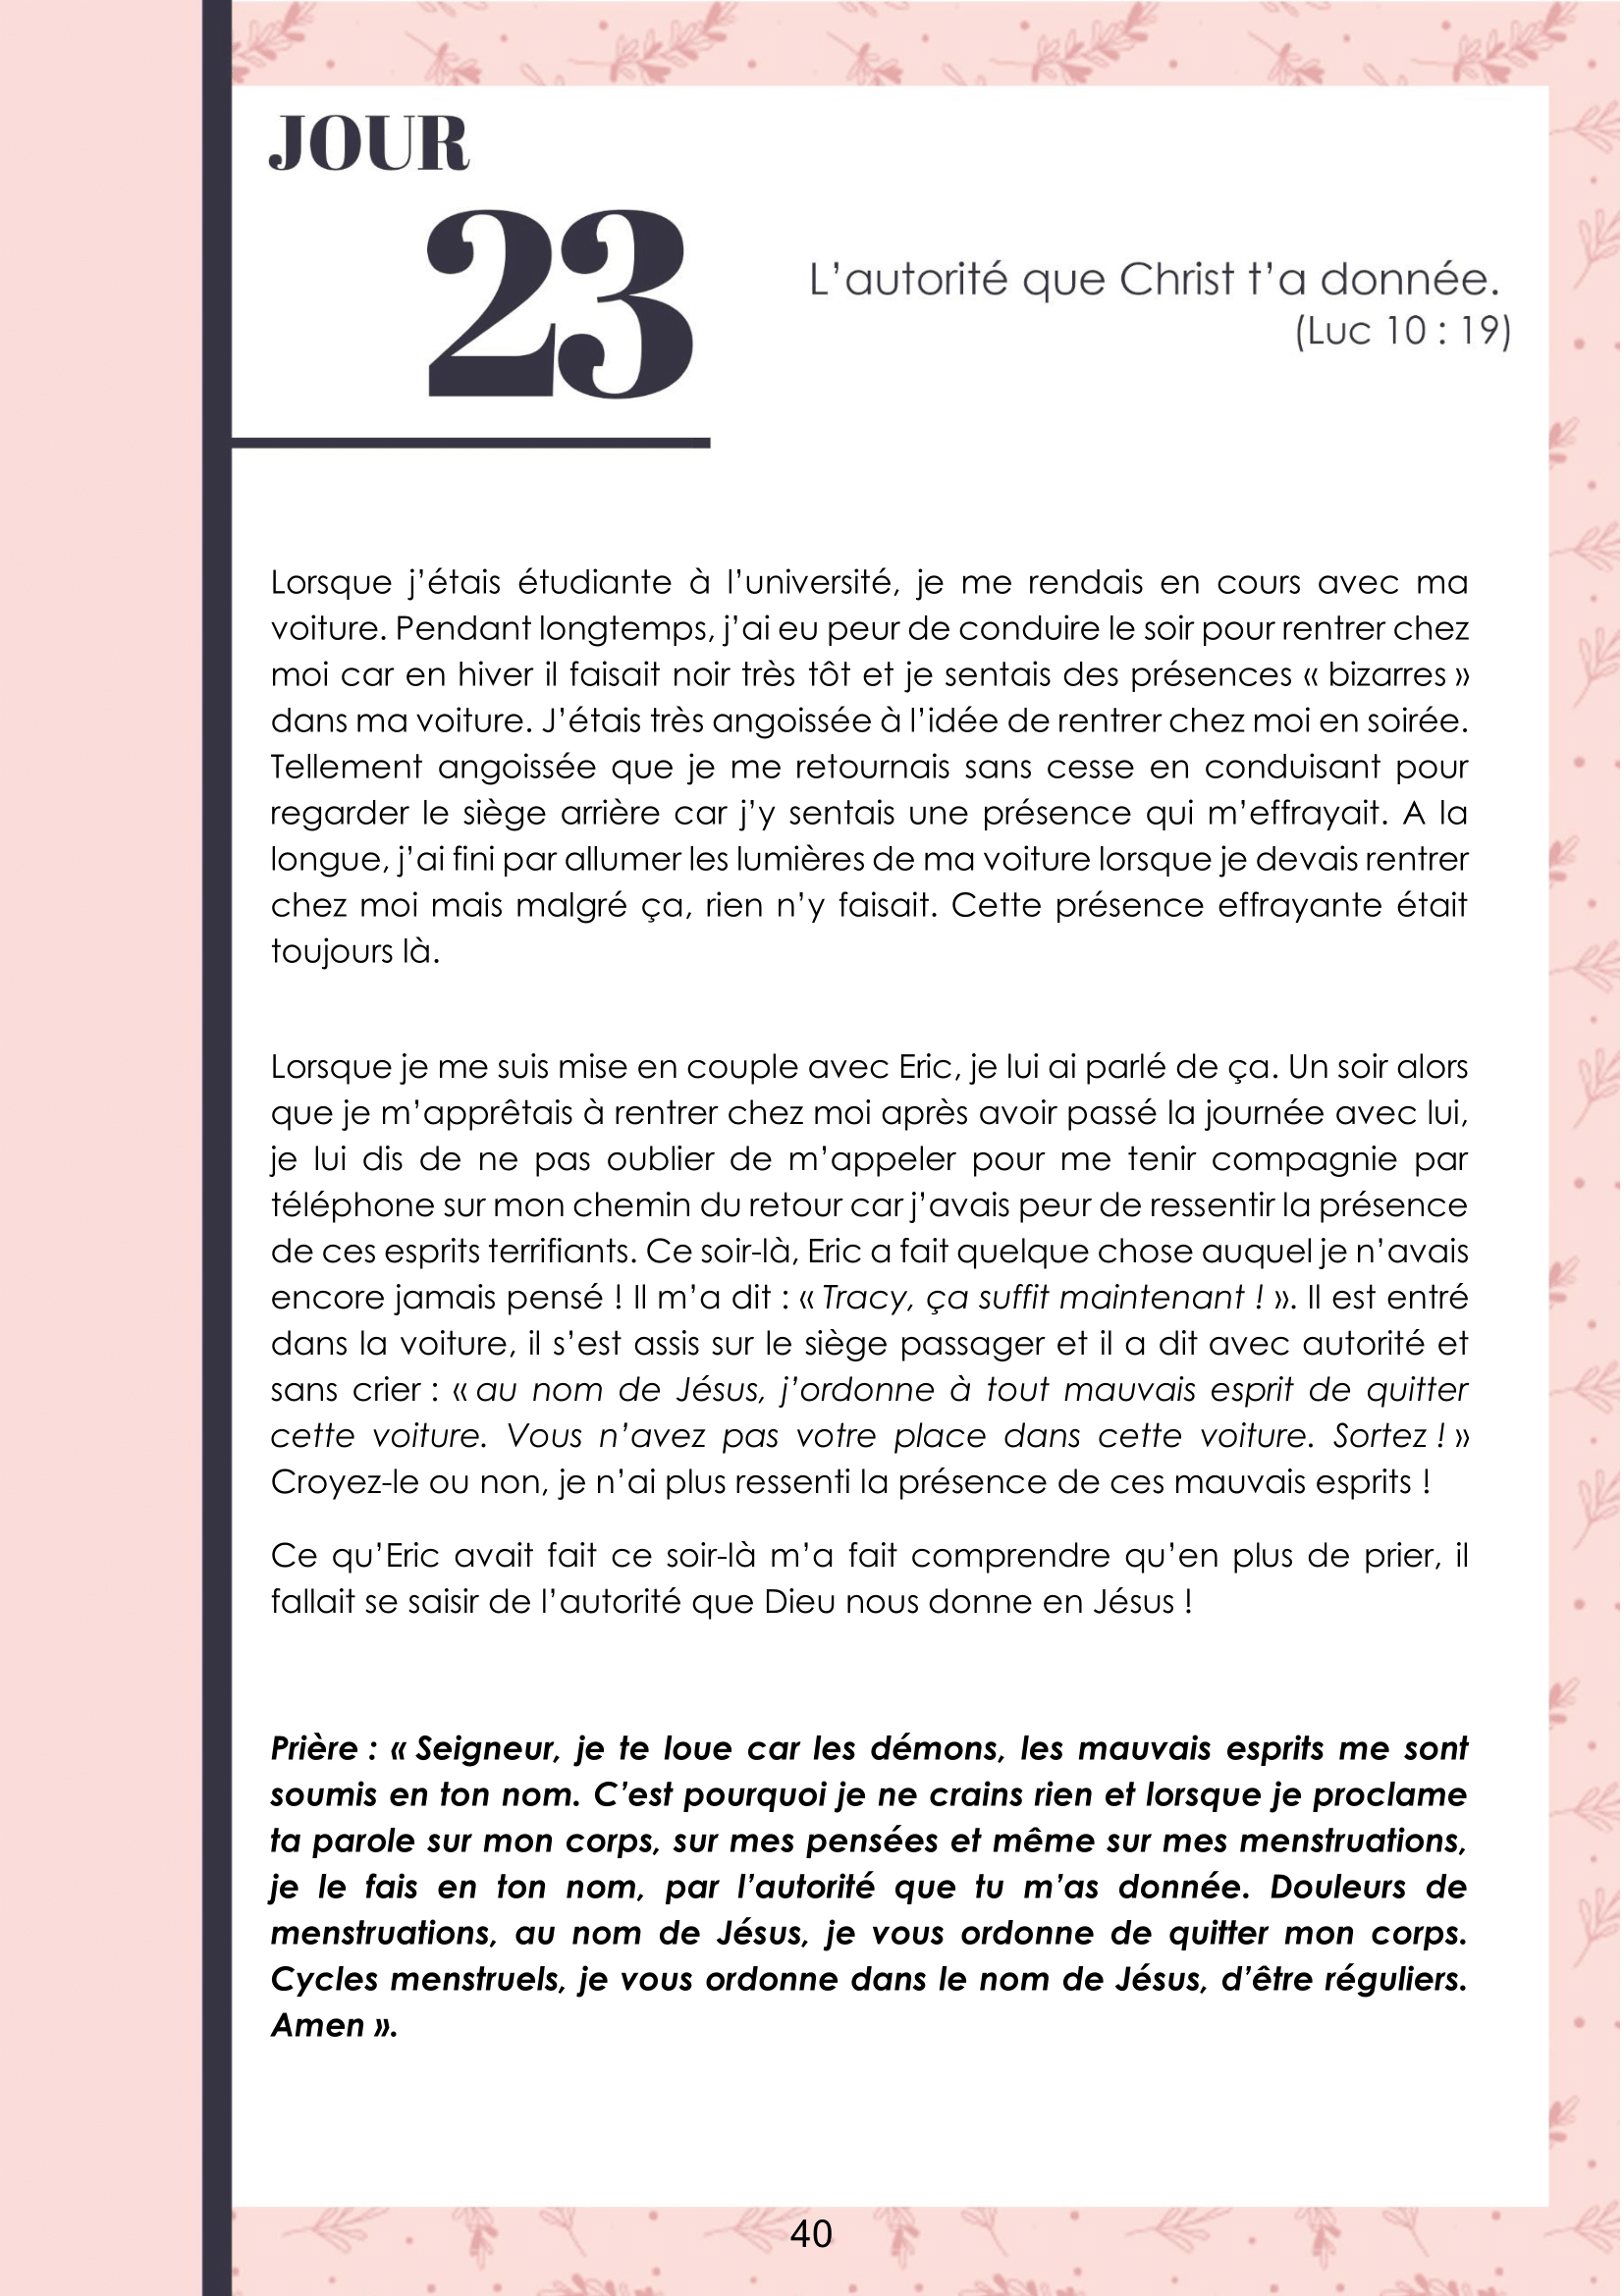 JOUR
23
L’autorité que Christ t’a donnée.
(Luc 10 : 19)
Lorsque j’étais étudiante à l’université, je me rendais en cours avec ma
voiture. Pendant longtemps, j’ai eu peur de conduire le soir pour rentrer chez
moi car en hiver il faisait noir très tôt et je sentais des présences « bizarres »
dans ma voiture. J’étais très angoissée à l’idée de rentrer chez moi en soirée.
Tellement angoissée que je me retournais sans cesse en conduisant pour
regarder le siège arrière car j’y sentais une présence qui m’effrayait. A la
longue, j’ai fini par allumer les lumières de ma voiture lorsque je devais rentrer
chez moi mais malgré ça, rien n’y faisait. Cette présence effrayante était
toujours là.
Lorsque je me suis mise en couple avec Eric, je lui ai parlé de ça. Un soir alors
que je m’apprêtais à rentrer chez moi après avoir passé la journée avec lui,
je lui dis de ne pas oublier de m’appeler pour me tenir compagnie par
téléphone sur mon chemin du retour car j’avais peur de ressentir la présence
de ces esprits terrifiants. Ce soir-là, Eric a fait quelque chose auquel je n’avais
encore jamais pensé ! Il m’a dit : « Tracy, ça suffit maintenant ! ». Il est entré
dans la voiture, il s’est assis sur le siège passager et il a dit avec autorité et
sans crier : « au nom de Jésus, j’ordonne à tout mauvais esprit de quitter
cette voiture. Vous n’avez pas votre place dans cette voiture. Sortez ! »
Croyez-le ou non, je n’ai plus ressenti la présence de ces mauvais esprits !
Ce qu’Eric avait fait ce soir-là m’a fait comprendre qu’en plus de prier, il
fallait se saisir de l’autorité que Dieu nous donne en Jésus !
Prière : « Seigneur, je te loue car les démons, les mauvais esprits me sont
soumis en ton nom. C’est pourquoi je ne crains rien et lorsque je proclame
ta parole sur mon corps, sur mes pensées et même sur mes menstruations,
je le fais en ton nom, par l’autorité que tu m’as donnée. Douleurs de
menstruations, au nom de Jésus, je vous ordonne de quitter mon corps.
Cycles menstruels, je vous ordonne dans le nom de Jésus, d’être réguliers.
Amen ».
40